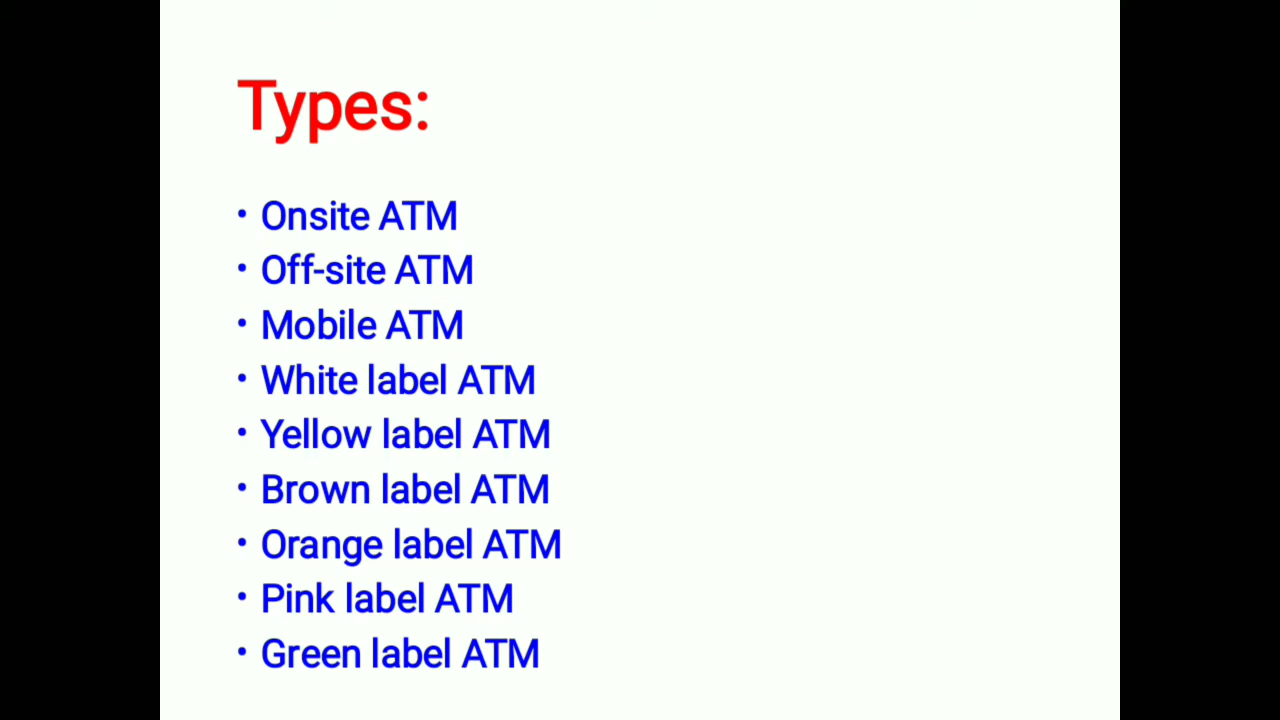 Types:
• Onsite ATM
• Off-site ATM
• Mobile ATM
• White label ATM
• Yellow label ATM
• Brown label ATM
• Orange label ATM
• Pink label ATM
• Green label ATM